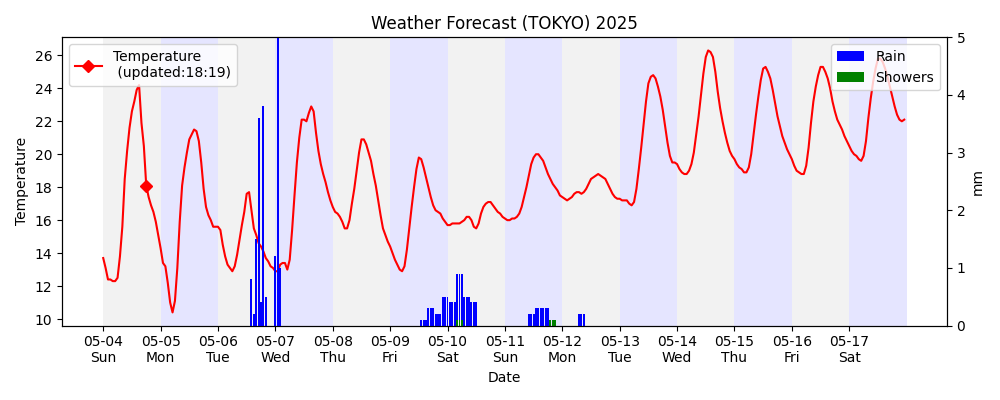 Weather Forecast (TOKYO) 2025
Temperature
(updated:18:19)
Rain
Showers
Temperature
26
24
22
20
18
16
14
12
10
5
4
3
2
1
0
mm
05-04 05-05 05-06 05-07 05-08 05-09 05-10 05-11 05-12 05-13 05-14 05-15 05-16 05-17
Sun Mon Tue Wed Thu Fri Sat Sun Mon Tue Wed Thu Fri Sat
Date